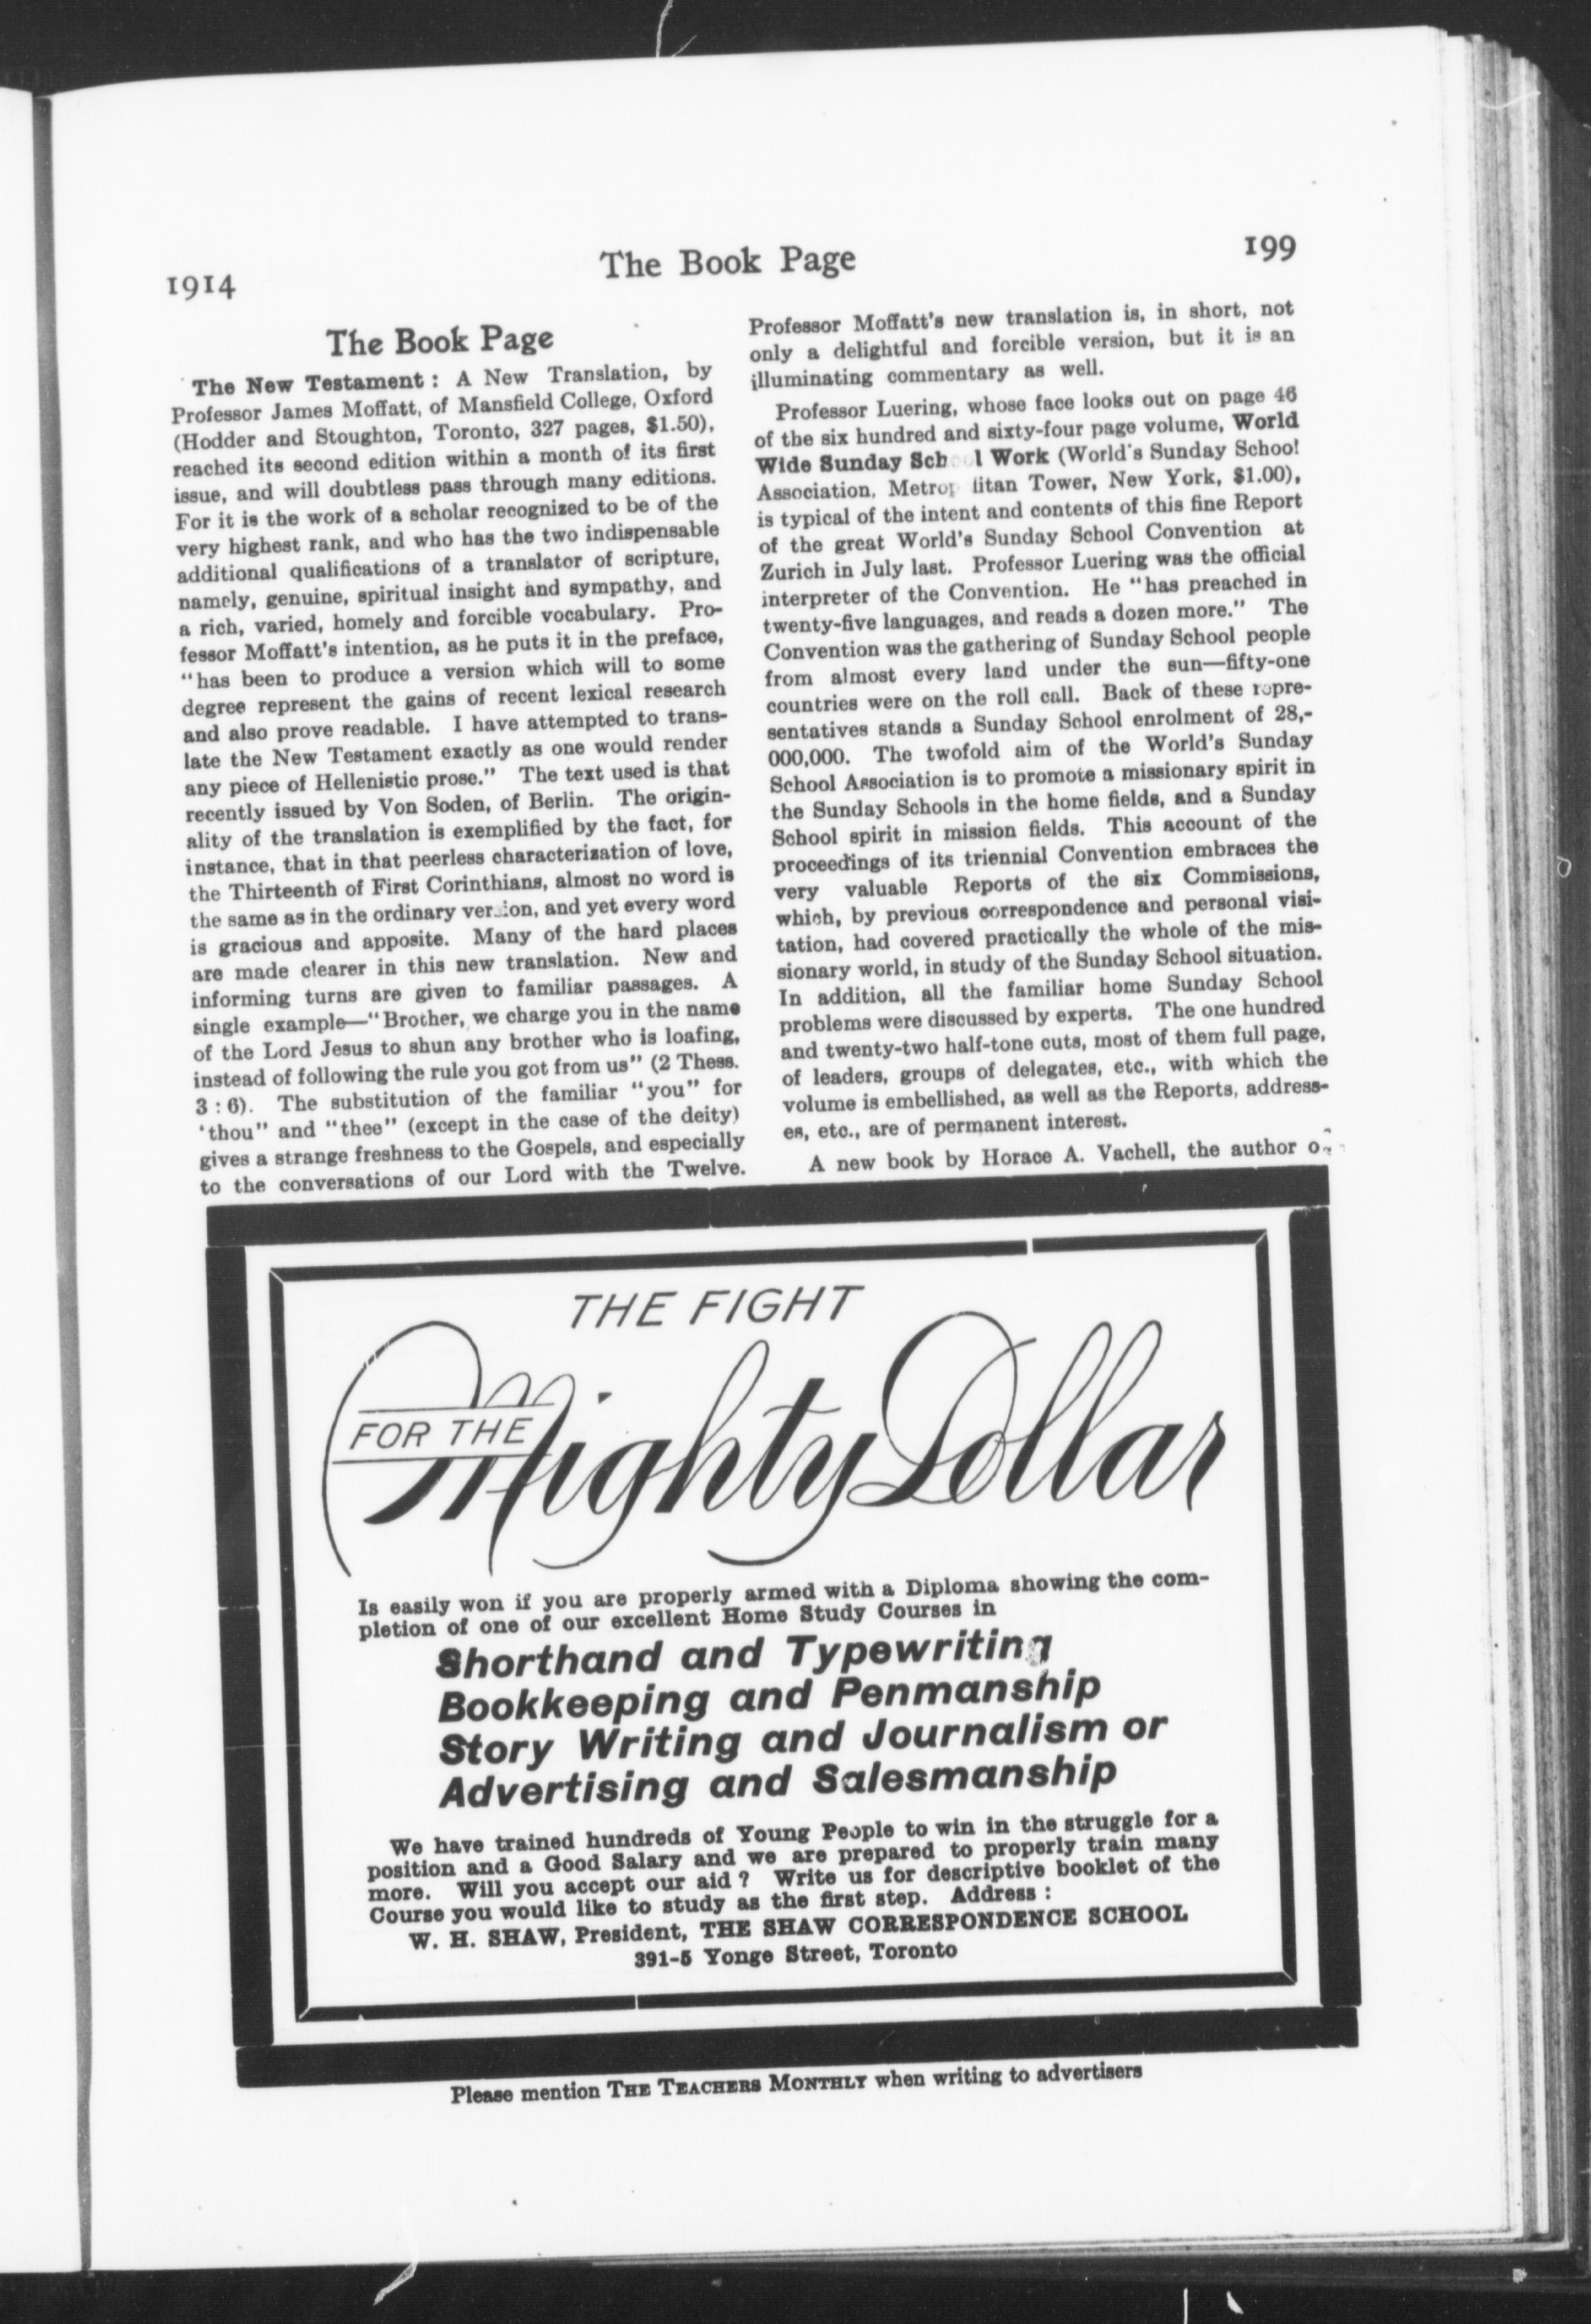 1914
The Book Page
199
The Book Page
The New Testament : A New Translation, by
Professor James Moffatt, of Mansfield College, Oxford
(Hodder and Stoughton, Toronto, 327 pages, $1.50),
reached its second edition within a month of its first
issue, and will doubtless pass through many editions.
For it is the work of a scholar recognized to be of the
very highest rank, and who has the two indispensable
additional qualifications of a translator of scripture,
namely, genuine, spiritual insight and sympathy, and
a rich, varied, homely and forcible vocabulary. Pro-
fessor Moffatt's intention, as he puts it in the preface,
"has been to produce a version which will to some
degree represent the gains of recent lexical research
and also prove readable. I have attempted to trans-
late the New Testament exactly as one would render
any piece of Hellenistic prose." The text used is that
recently issued by Von Soden, of Berlin. The origin-
ality of the translation is exemplified by the fact, for
instance, that in that peerless characterization of love,
the Thirteenth of First Corinthians, almost no word is
the same as in the ordinary version, and yet every word
is gracious and apposite. Many of the hard places
are made clearer in this new translation. New and
informing turns are given to familiar passages. A
single example—"Brother, we charge you in the name
of the Lord Jesus to shun any brother who is loafing,
instead of following the rule you got from us" (2 Thess.
3 : 6). The substitution of the familiar "you" for
'thou" and "thee" (except in the case of the deity)
gives a strange freshness to the Gospels, and especially
to the conversations of our Lord with the Twelve.
Professor Moffatt's new translation is, in short, not
only a delightful and forcible version, but it is an
illuminating commentary as well.
Professor Luering, whose face looks out on page 46
of the six hundred and sixty-four page volume, World
Wide Sunday School Work (World's Sunday School
Association, Metropolitan Tower, New York, $1.00),
is typical of the intent and contents of this fine Report
of the great World's Sunday School Convention at
Zurich in July last. Professor Luering was the official
interpreter of the Convention. He "has preached in
twenty-five languages, and reads a dozen more." The
Convention was the gathering of Sunday School people
from almost every land under the sun—fifty-one
countries were on the roll call. Back of these repre-
sentatives stands a Sunday School enrolment of 28,-
000,000. The twofold aim of the World's Sunday
School Association is to promote a missionary spirit in
the Sunday Schools in the home fields, and a Sunday
School spirit in mission fields. This account of the
proceedings of its triennial Convention embraces the
very valuable Reports of the six Commissions,
which, by previous correspondence and personal visi-
tation, had covered practically the whole of the mis-
sionary world, in study of the Sunday School situation.
In addition, all the familiar home Sunday School
problems were discussed by experts. The one hundred
and twenty-two half-tone cuts, most of them full page,
of leaders, groups of delegates, etc., with which the
volume is embellished, as well as the Reports, address-
es, etc., are of permanent interest.
A new book by Horace A. Vachell, the author of
THE FIGHT
FOR THE
Mighty Dollar
Is easily won if you are properly armed with a Diploma showing the com-
pletion of one of our excellent Home Study Courses in
Shorthand and Typewriting
Bookkeeping and Penmanship
Story Writing and Journalism or
Advertising and Salesmanship
We have trained hundreds of Young People to win in the struggle for a
position and a Good Salary and we are prepared to properly train many
more. Will you accept our aid ? Write us for descriptive booklet of the
Course you would like to study as the first step. Address :
W. H. SHAW, President, THE SHAW CORRESPONDENCE SCHOOL
391-5 Yonge Street, Toronto
Please mention THE TEACHERS MONTHLY when writing to advertisers